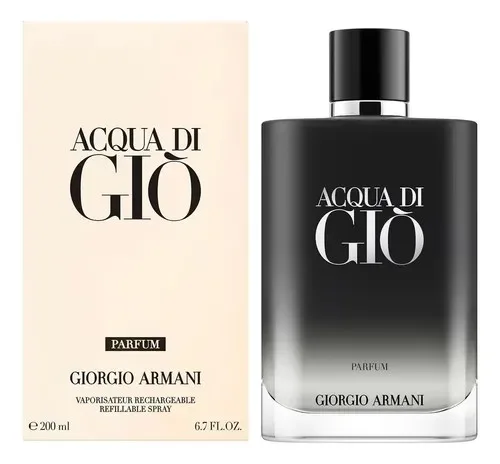 ACQUA DI
GIÒ
PARFUM
GIORGIO ARMANI
VAPORISATEUR RECHARGEABLE
REFILLABLE SPRAY
℮ 200 ml 6.7 FL.OZ.
ACQUA DI
GIÒ
PARFUM
GIORGIO ARMANI